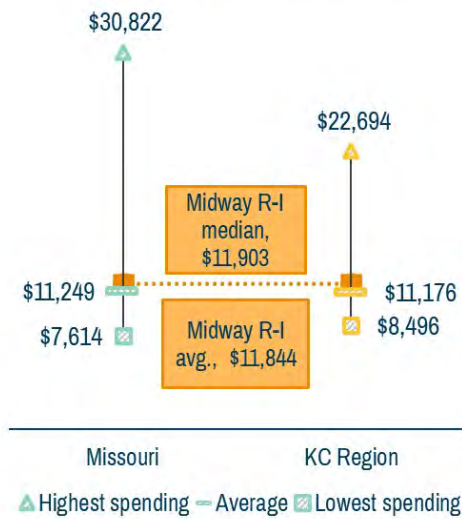 $30,822
$22,694
Midway R-I
median,
$11,903
$11,249
$11,176
$7,614
$8,496
Midway R-I
avg., $11,844
Missouri
KC Region
Highest spending
Average
Lowest spending